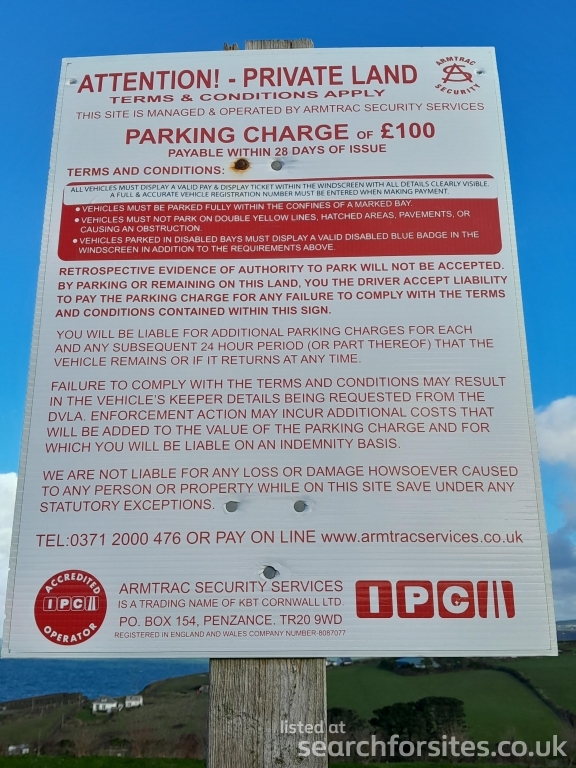 ATTENTION! - PRIVATE LAND
ARMTRAC
SECURITY
TERMS & CONDITIONS APPLY
THIS SITE IS MANAGED & OPERATED BY ARMTRAC SECURITY SERVICES
PARKING CHARGE OF £100
PAYABLE WITHIN 28 DAYS OF ISSUE
TERMS AND CONDITIONS:
ALL VEHICLES MUST DISPLAY A VALID PAY & DISPLAY TICKET WITHIN THE WINDSCREEN WITH ALL DETAILS CLEARLY VISIBLE.
A FULL & ACCURATE VEHICLE REGISTRATION NUMBER MUST BE ENTERED WHEN MAKING PAYMENT.
• VEHICLES MUST BE PARKED FULLY WITHIN THE CONFINES OF A MARKED BAY.
• VEHICLES MUST NOT PARK ON DOUBLE YELLOW LINES, HATCHED AREAS, PAVEMENTS, OR
CAUSING AN OBSTRUCTION.
• VEHICLES PARKED IN DISABLED BAYS MUST DISPLAY A VALID DISABLED BLUE BADGE IN THE
WINDSCREEN IN ADDITION TO THE REQUIREMENTS ABOVE.
RETROSPECTIVE EVIDENCE OF AUTHORITY TO PARK WILL NOT BE ACCEPTED.
BY PARKING OR REMAINING ON THIS LAND, YOU THE DRIVER ACCEPT LIABILITY
TO PAY THE PARKING CHARGE FOR ANY FAILURE TO COMPLY WITH THE TERMS
AND CONDITIONS CONTAINED WITHIN THIS SIGN.
YOU WILL BE LIABLE FOR ADDITIONAL PARKING CHARGES FOR EACH
AND ANY SUBSEQUENT 24 HOUR PERIOD (OR PART THEREOF) THAT THE
VEHICLE REMAINS OR IF IT RETURNS AT ANY TIME.
FAILURE TO COMPLY WITH THE TERMS AND CONDITIONS MAY RESULT
IN THE VEHICLE'S KEEPER DETAILS BEING REQUESTED FROM THE
DVLA. ENFORCEMENT ACTION MAY INCUR ADDITIONAL COSTS THAT
WILL BE ADDED TO THE VALUE OF THE PARKING CHARGE AND FOR
WHICH YOU WILL BE LIABLE ON AN INDEMNITY BASIS.
WE ARE NOT LIABLE FOR ANY LOSS OR DAMAGE HOWSOEVER CAUSED
TO ANY PERSON OR PROPERTY WHILE ON THIS SITE SAVE UNDER ANY
STATUTORY EXCEPTIONS.
TEL:0371 2000 476 OR PAY ON LINE www.armtracservices.co.uk
ACCREDITED
IPC
OPERATOR
ARMTRAC SECURITY SERVICES
IS A TRADING NAME OF KBT CORNWALL LTD.
P.O. BOX 154, PENZANCE. TR20 9WD
REGISTERED IN ENGLAND AND WALES COMPANY NUMBER-8087077
IPC
listed at
searchforsites.co.uk